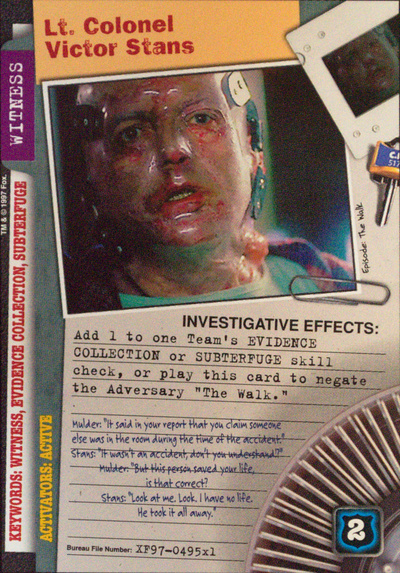 Lt. Colonel
Victor Stans
WITNESS
TM & © 1997 Fox.
KEYWORDS: WITNESS, EVIDENCE COLLECTION, SUBTERFUGE
ACTIVATORS: ACTIVE
Episode: The Walk
INVESTIGATIVE EFFECTS:
Add 1 to one Team's EVIDENCE
COLLECTION or SUBTERFUGE skill
check, or play this card to negate
the Adversary "The Walk."
Mulder: "It said in your report that you claim someone
else was in the room during the time of the accident."
Stans: "It wasn't an accident, don't you understand?"
Mulder: "But this person saved your life,
is that correct?
Stans: "Look at me. Look. I have no life.
He took it all away."
Bureau File Number: XF97-0495x1
2